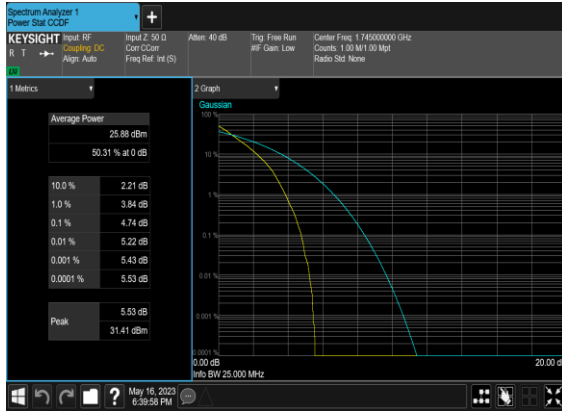 Spectrum Analyzer 1
Power Stat CCDF
+
KEYSIGHT
R T
LU
Input: RF
Coupling: DC
Align: Auto
Input Z: 50 Ω
Corr CCorr
Freq Ref: Int (S)
Atten: 40 dB
Trig: Free Run
#IF Gain: Low
Center Freq: 1.745000000 GHz
Counts: 1.00 M/1.00 Mpt
Radio Std: None
1 Metrics
Average Power
25.88 dBm
50.31 % at 0 dB
10.0 % 2.21 dB
1.0 % 3.84 dB
0.1 % 4.74 dB
0.01 % 5.22 dB
0.001 % 5.43 dB
0.0001 % 5.53 dB
Peak
5.53 dB
31.41 dBm
2 Graph
Gaussian
100 %
10 %
1 %
0.1 %
0.01 %
0.001 %
0.0001 %
0.00 dB
20.00 d
Info BW 25.000 MHz
?
May 16, 2023
6:39:58 PM